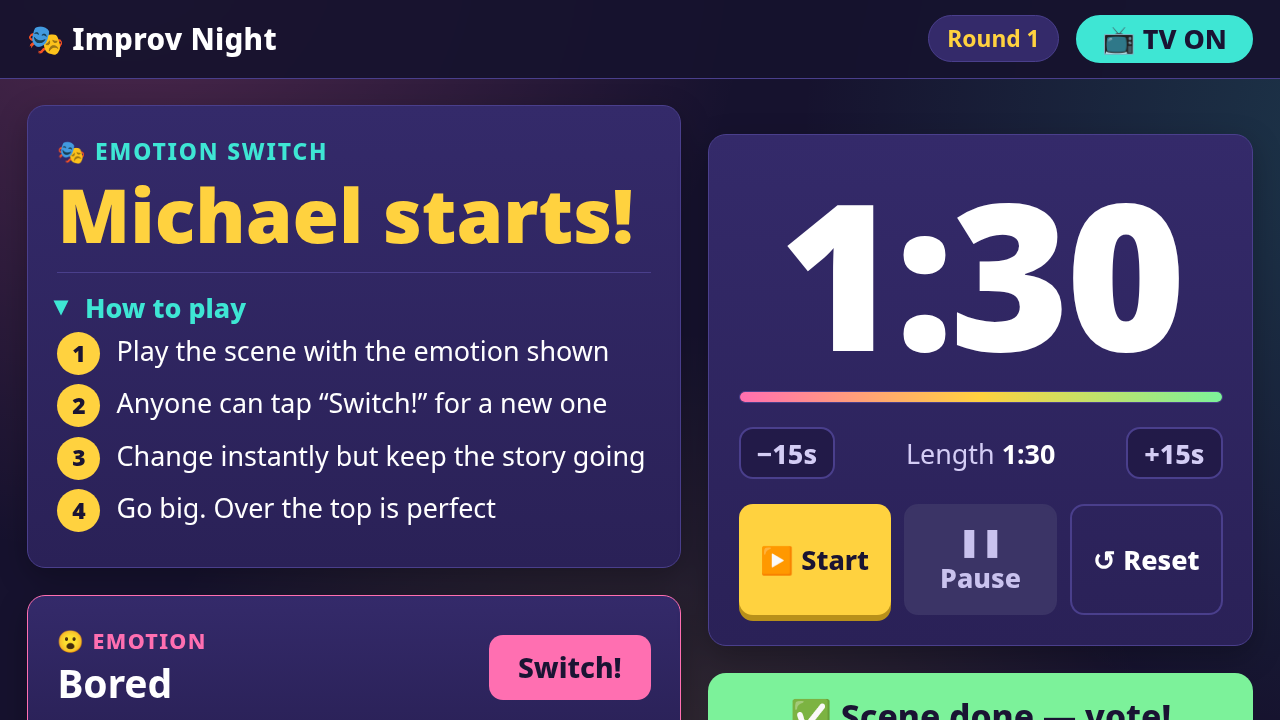 🎭 Improv Night
Round 1
📺 TV ON
🎭 EMOTION SWITCH
Michael starts!
▼ How to play
1 Play the scene with the emotion shown
2 Anyone can tap “Switch!” for a new one
3 Change instantly but keep the story going
4 Go big. Over the top is perfect
😮 EMOTION
Bored
Switch!
1:30
−15s
Length 1:30
+15s
▶️ Start
❚❚
Pause
↺ Reset
✅ Scene done — vote!